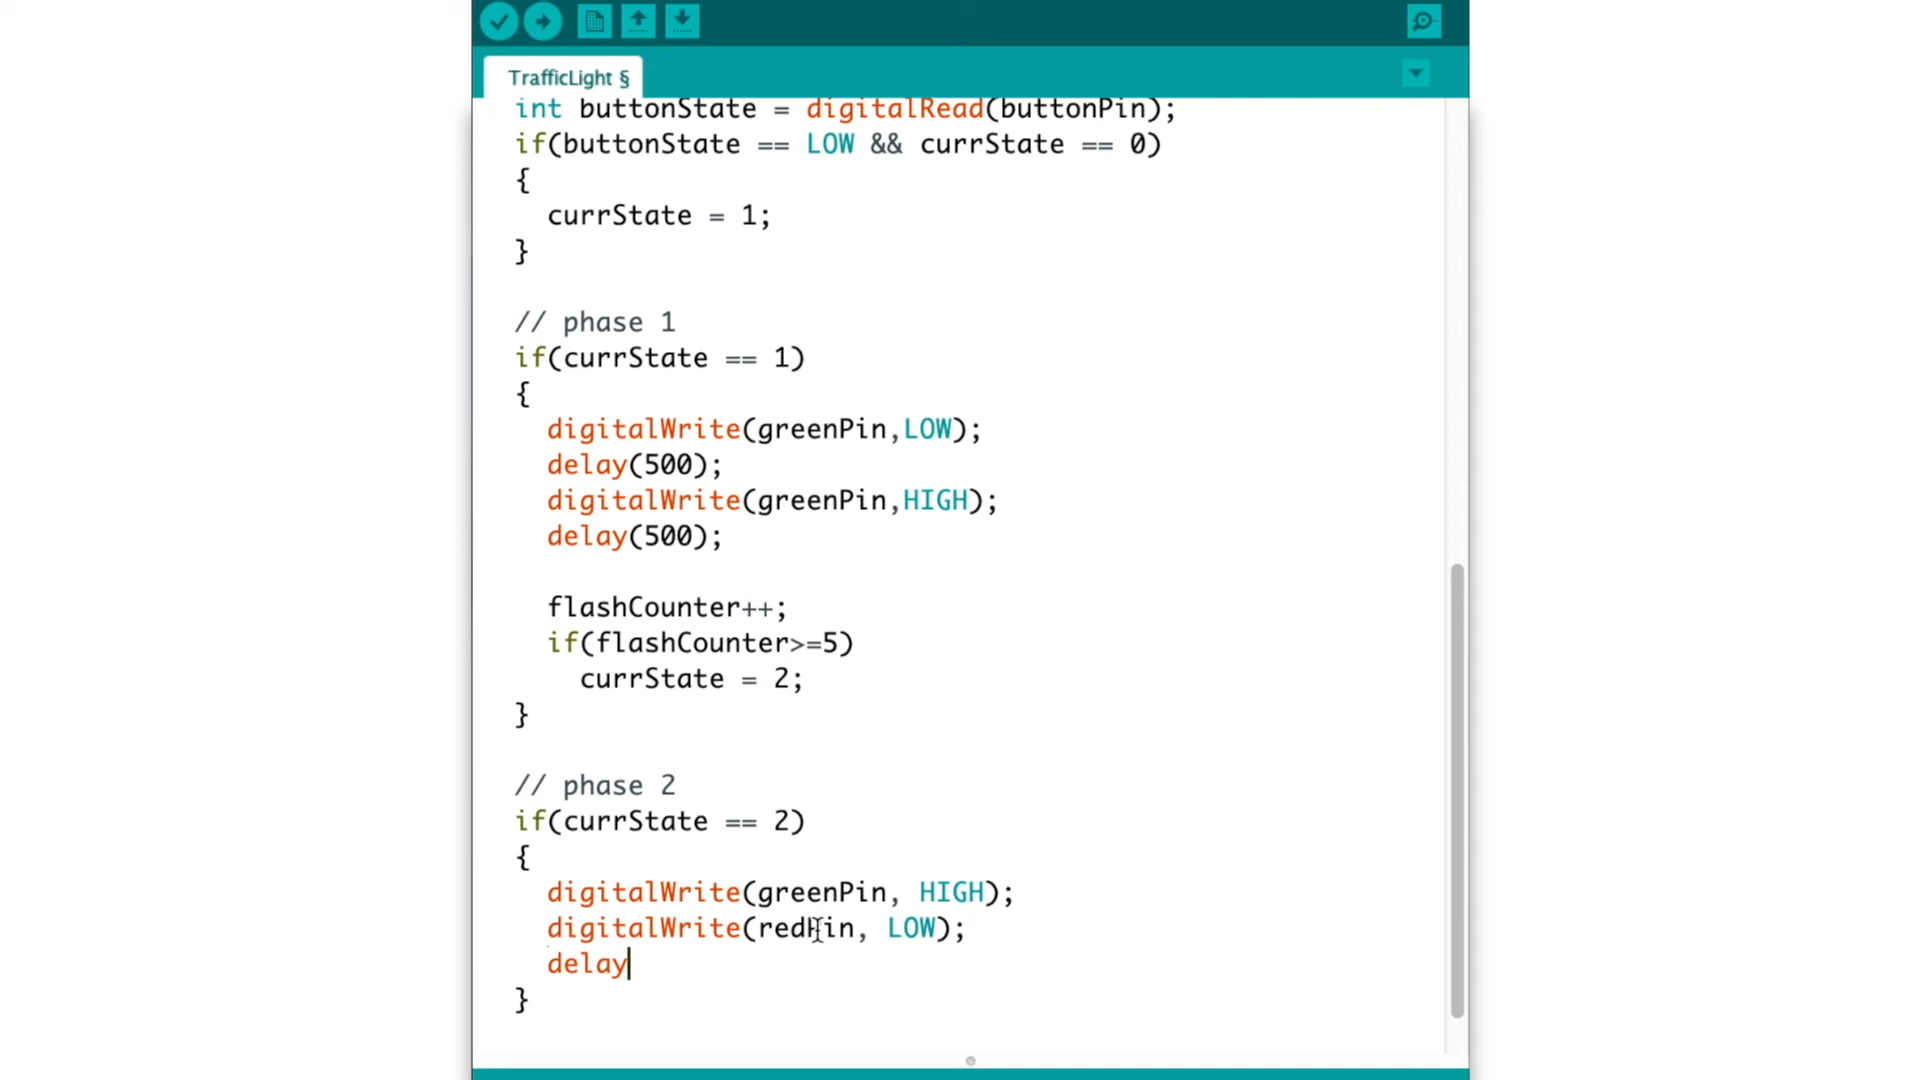 TrafficLight §
int buttonState = digitalRead(buttonPin);
if(buttonState == LOW && currState == 0)
{
currState = 1;
}
// phase 1
if(currState == 1)
{
digitalWrite(greenPin,LOW);
delay(500);
digitalWrite(greenPin,HIGH);
delay(500);
flashCounter++;
if(flashCounter>=5)
currState = 2;
}
// phase 2
if(currState == 2)
{
digitalWrite(greenPin, HIGH);
digitalWrite(redPin, LOW);
delay
}